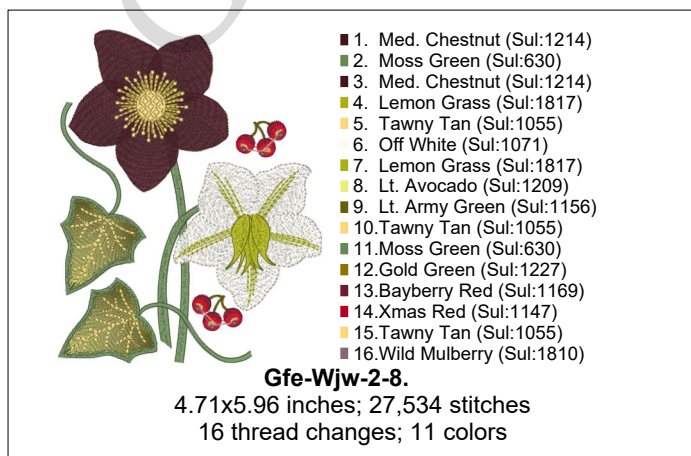 1. Med. Chestnut (Sul:1214)
2. Moss Green (Sul:630)
3. Med. Chestnut (Sul:1214)
4. Lemon Grass (Sul:1817)
5. Tawny Tan (Sul:1055)
6. Off White (Sul:1071)
7. Lemon Grass (Sul:1817)
8. Lt. Avocado (Sul:1209)
9. Lt. Army Green (Sul:1156)
10.Tawny Tan (Sul:1055)
11.Moss Green (Sul:630)
12.Gold Green (Sul:1227)
13.Bayberry Red (Sul:1169)
14.Xmas Red (Sul:1147)
15.Tawny Tan (Sul:1055)
16.Wild Mulberry (Sul:1810)
Gfe-Wjw-2-8.
4.71x5.96 inches; 27,534 stitches
16 thread changes; 11 colors